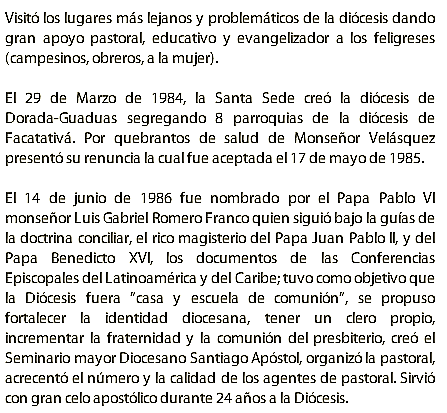 Visitó los lugares más lejanos y problemáticos de la diócesis dando
gran apoyo pastoral, educativo y evangelizador a los feligreses
(campesinos, obreros, a la mujer).
El 29 de Marzo de 1984, la Santa Sede creó la diócesis de
Dorada-Guaduas segregando 8 parroquias de la diócesis de
Facatativá. Por quebrantos de salud de Monseñor Velásquez
presentó su renuncia la cual fue aceptada el 17 de mayo de 1985.
El 14 de junio de 1986 fue nombrado por el Papa Pablo VI
monseñor Luis Gabriel Romero Franco quien siguió bajo la guías de
la doctrina conciliar, el rico magisterio del Papa Juan Pablo II, y del
Papa Benedicto XVI, los documentos de las Conferencias
Episcopales del Latinoamérica y del Caribe; tuvo como objetivo que
la Diócesis fuera "casa y escuela de comunión", se propuso
fortalecer la identidad diocesana, tener un clero propio,
incrementar la fraternidad y la comunión del presbiterio, creó el
Seminario mayor Diocesano Santiago Apóstol, organizó la pastoral,
acrecentó el número y la calidad de los agentes de pastoral. Sirvió
con gran celo apostólico durante 24 años a la Diócesis.